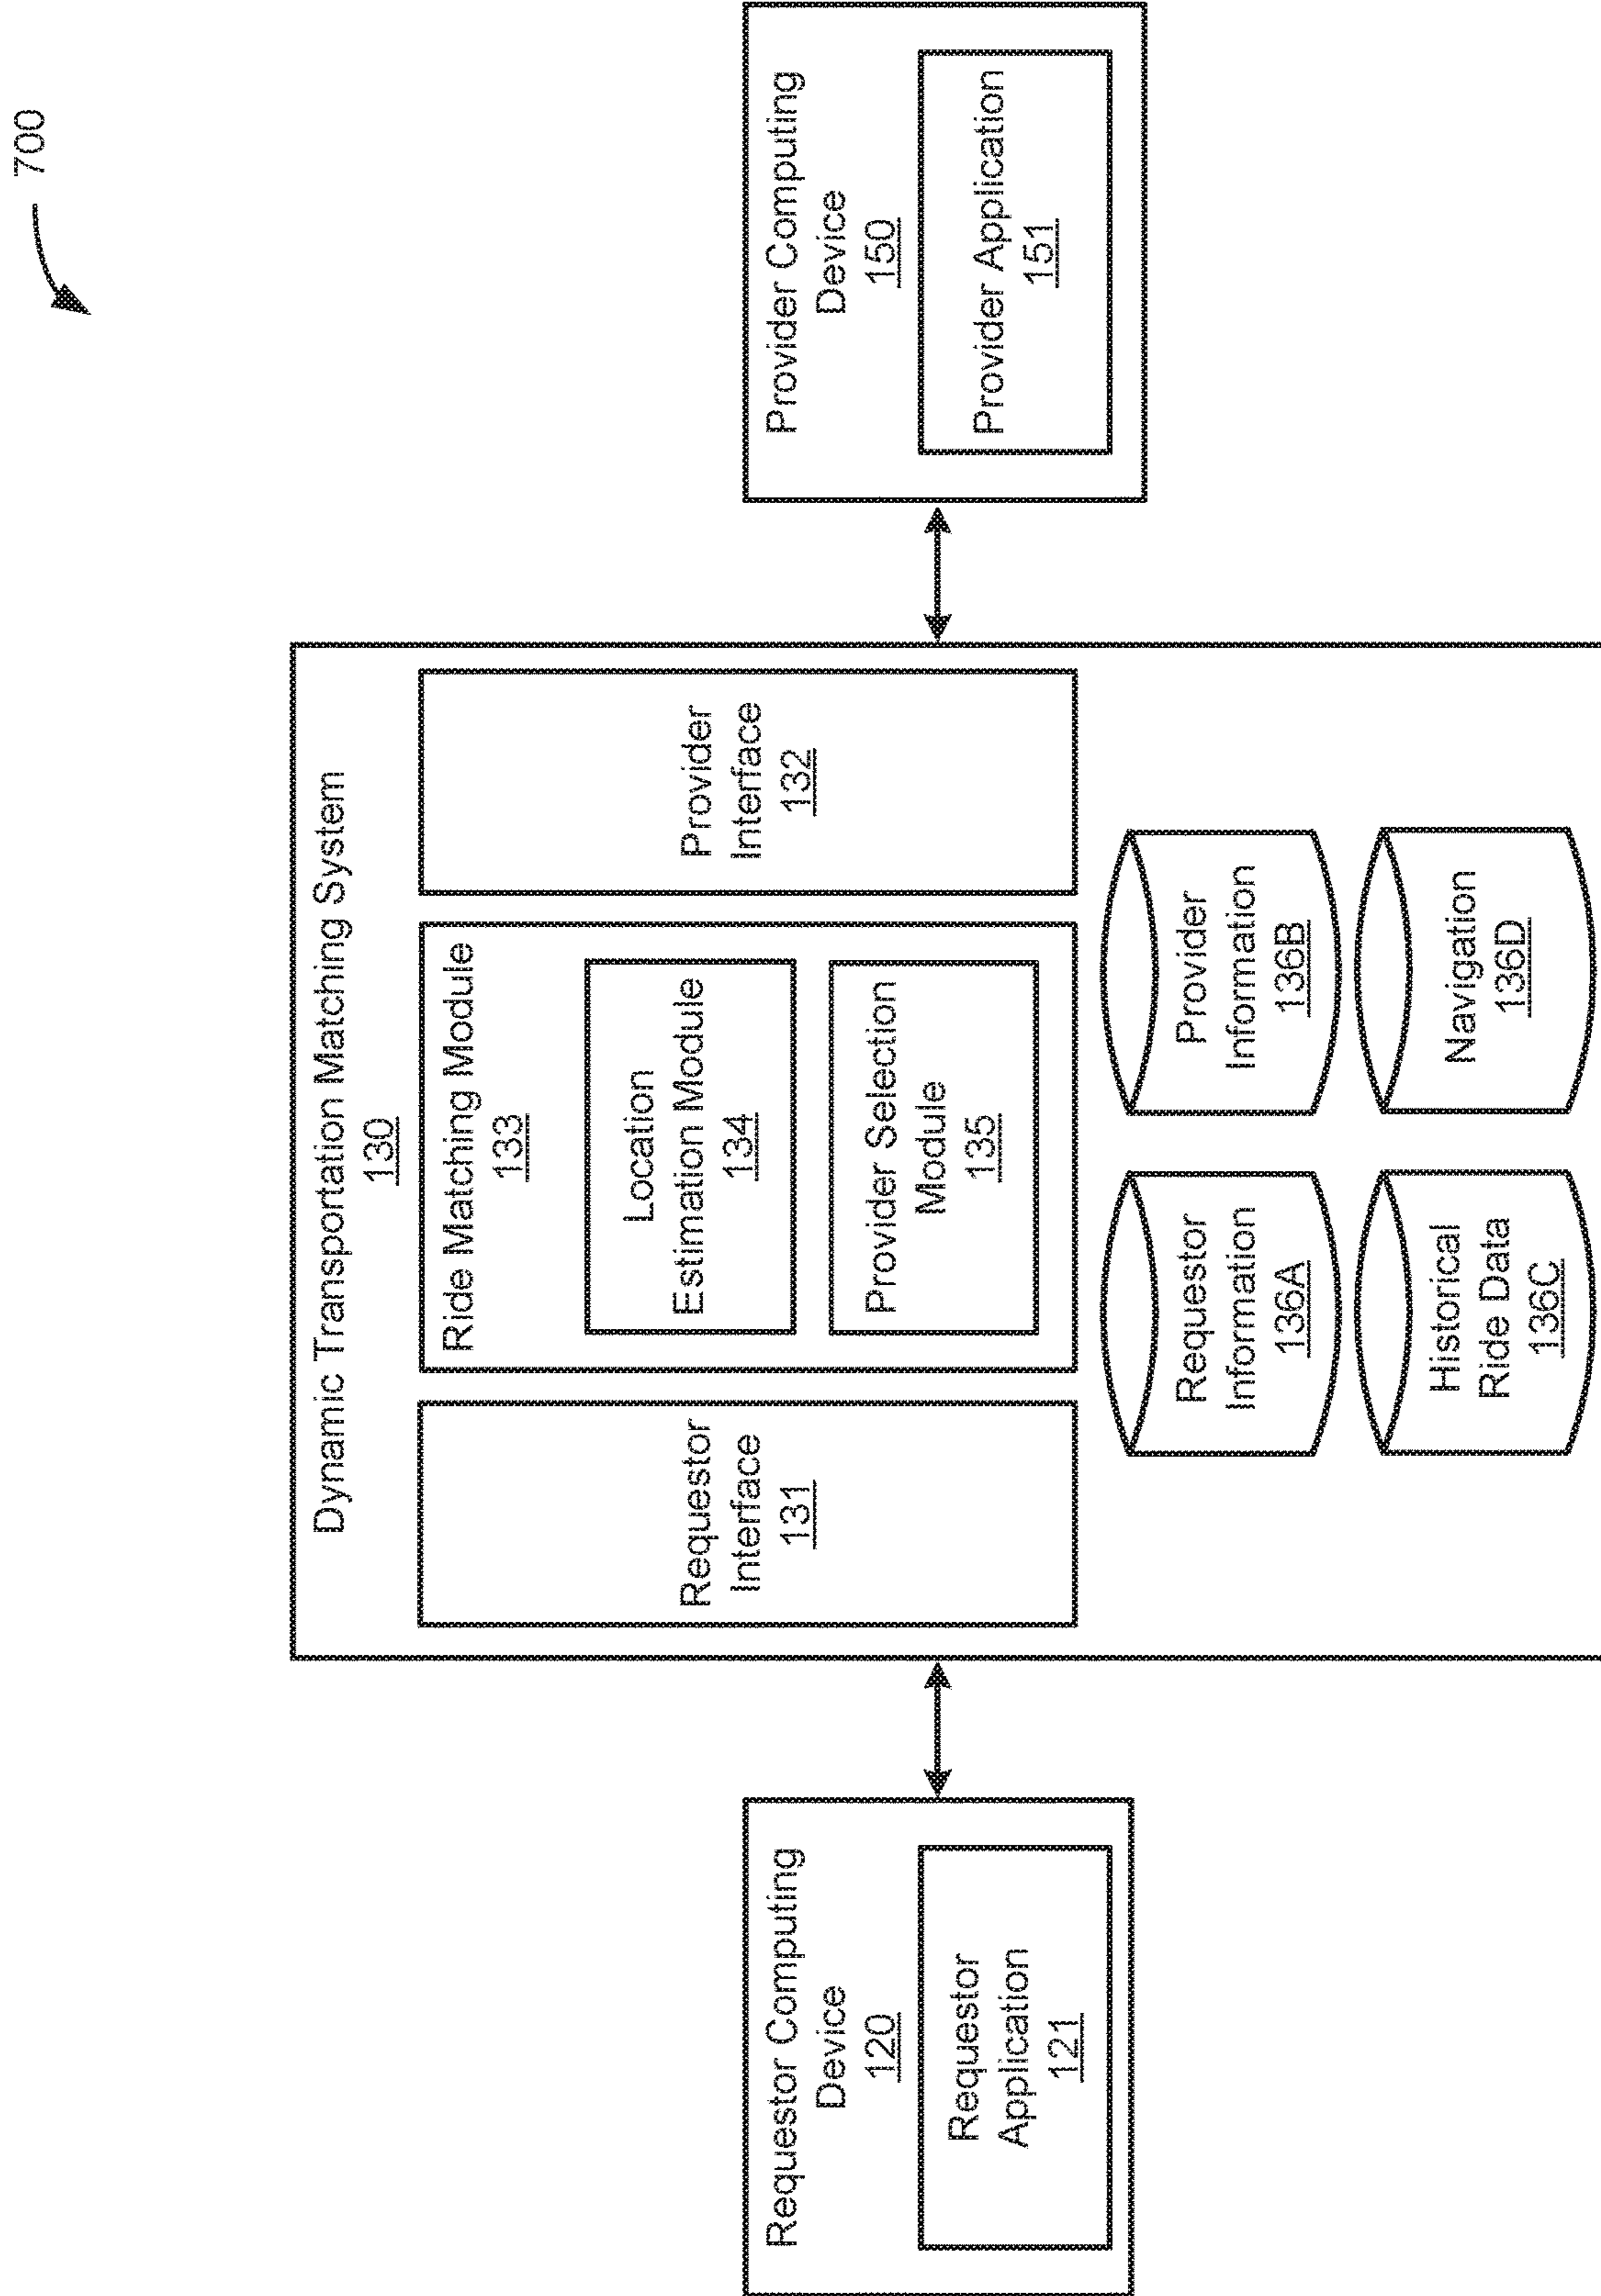 700
Dynamic Transportation Matching System
130
Requestor Computing
Device
120
Requestor
Application
121
Requestor
Interface
131
Ride Matching Module
133
Location
Estimation Module
134
Provider Selection
Module
135
Provider
Interface
132
Requestor
Information
136A
Provider
Information
136B
Historical
Ride Data
136C
Navigation
136D
Provider Computing
Device
150
Provider Application
151